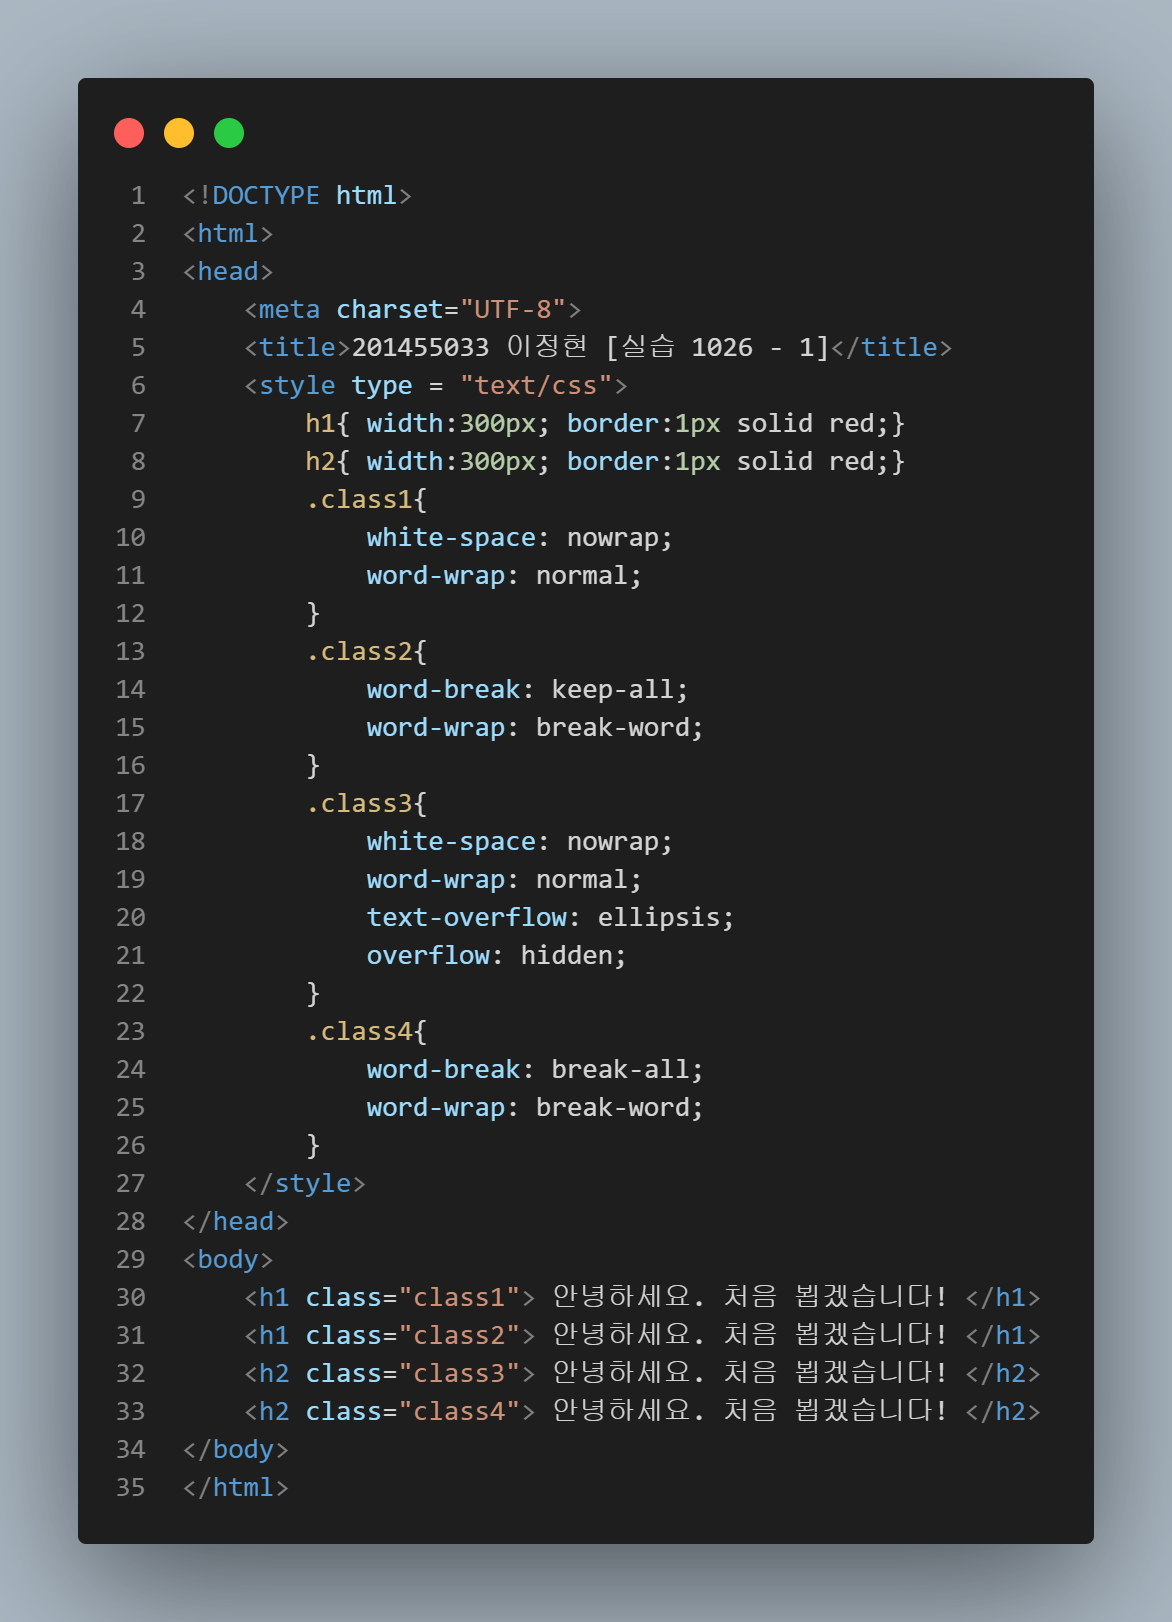 1 <!DOCTYPE html>
2 <html>
3 <head>
4     <meta charset="UTF-8">
5     <title>201455033 이정현 [실습 1026 - 1]</title>
6     <style type = "text/css">
7         h1{ width:300px; border:1px solid red;}
8         h2{ width:300px; border:1px solid red;}
9         .class1{
10             white-space: nowrap;
11             word-wrap: normal;
12         }
13         .class2{
14             word-break: keep-all;
15             word-wrap: break-word;
16         }
17         .class3{
18             white-space: nowrap;
19             word-wrap: normal;
20             text-overflow: ellipsis;
21             overflow: hidden;
22         }
23         .class4{
24             word-break: break-all;
25             word-wrap: break-word;
26         }
27     </style>
28 </head>
29 <body>
30     <h1 class="class1"> 안녕하세요. 처음 뵙겠습니다! </h1>
31     <h1 class="class2"> 안녕하세요. 처음 뵙겠습니다! </h1>
32     <h2 class="class3"> 안녕하세요. 처음 뵙겠습니다! </h2>
33     <h2 class="class4"> 안녕하세요. 처음 뵙겠습니다! </h2>
34 </body>
35 </html>